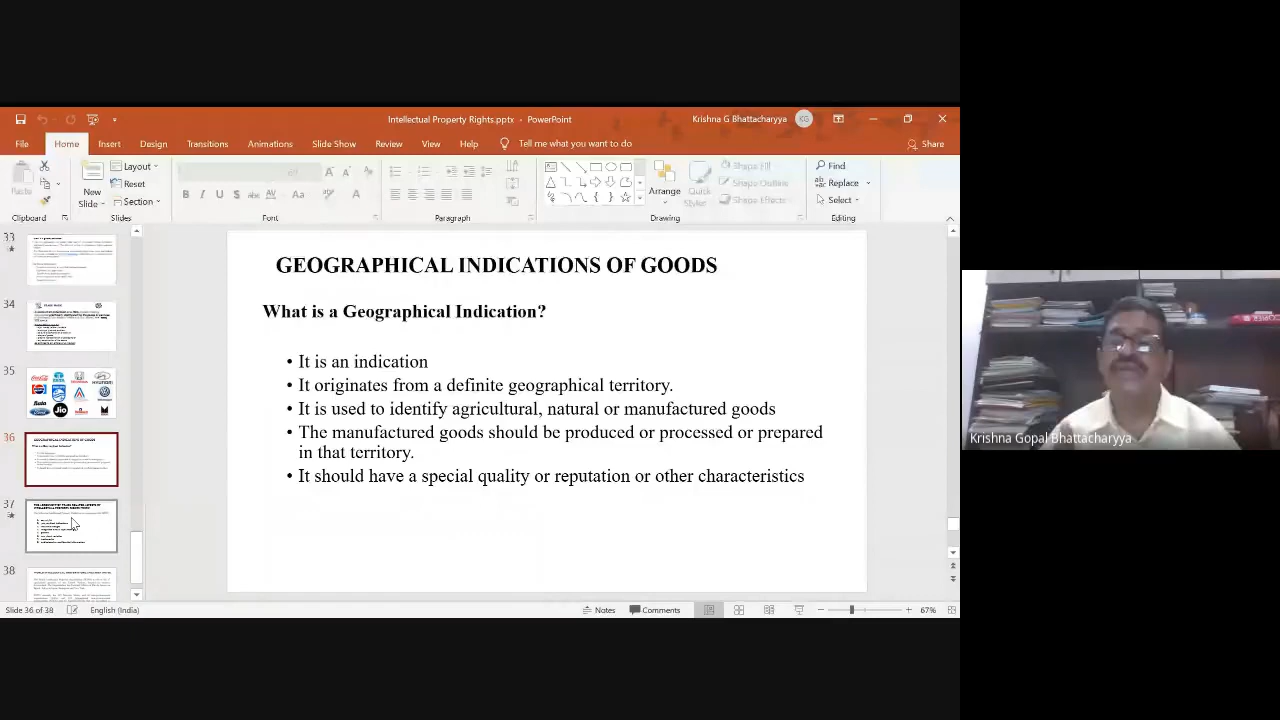 Intellectual Property Rights.pptx - PowerPoint
Krishna G Bhattacharyya
KG
File Home Insert Design Transitions Animations Slide Show Review View Help Tell me what you want to do Share
Paste
New Slide
Layout
Reset
Section
B I U S abc AV Aa A
Arrange
Quick Styles
Shape Fill
Shape Outline
Shape Effects
Find
Replace
Select
Clipboard Slides Font Paragraph Drawing Editing
33
34
35
36
37
38
GEOGRAPHICAL INDICATIONS OF GOODS
What is a Geographical Indication?
• It is an indication
• It originates from a definite geographical territory.
• It is used to identify agricultural, natural or manufactured goods
• The manufactured goods should be produced or processed or prepared
in that territory.
• It should have a special quality or reputation or other characteristics
Slide 36 of 38 English (India) Notes Comments 67%
Krishna Gopal Bhattacharyya